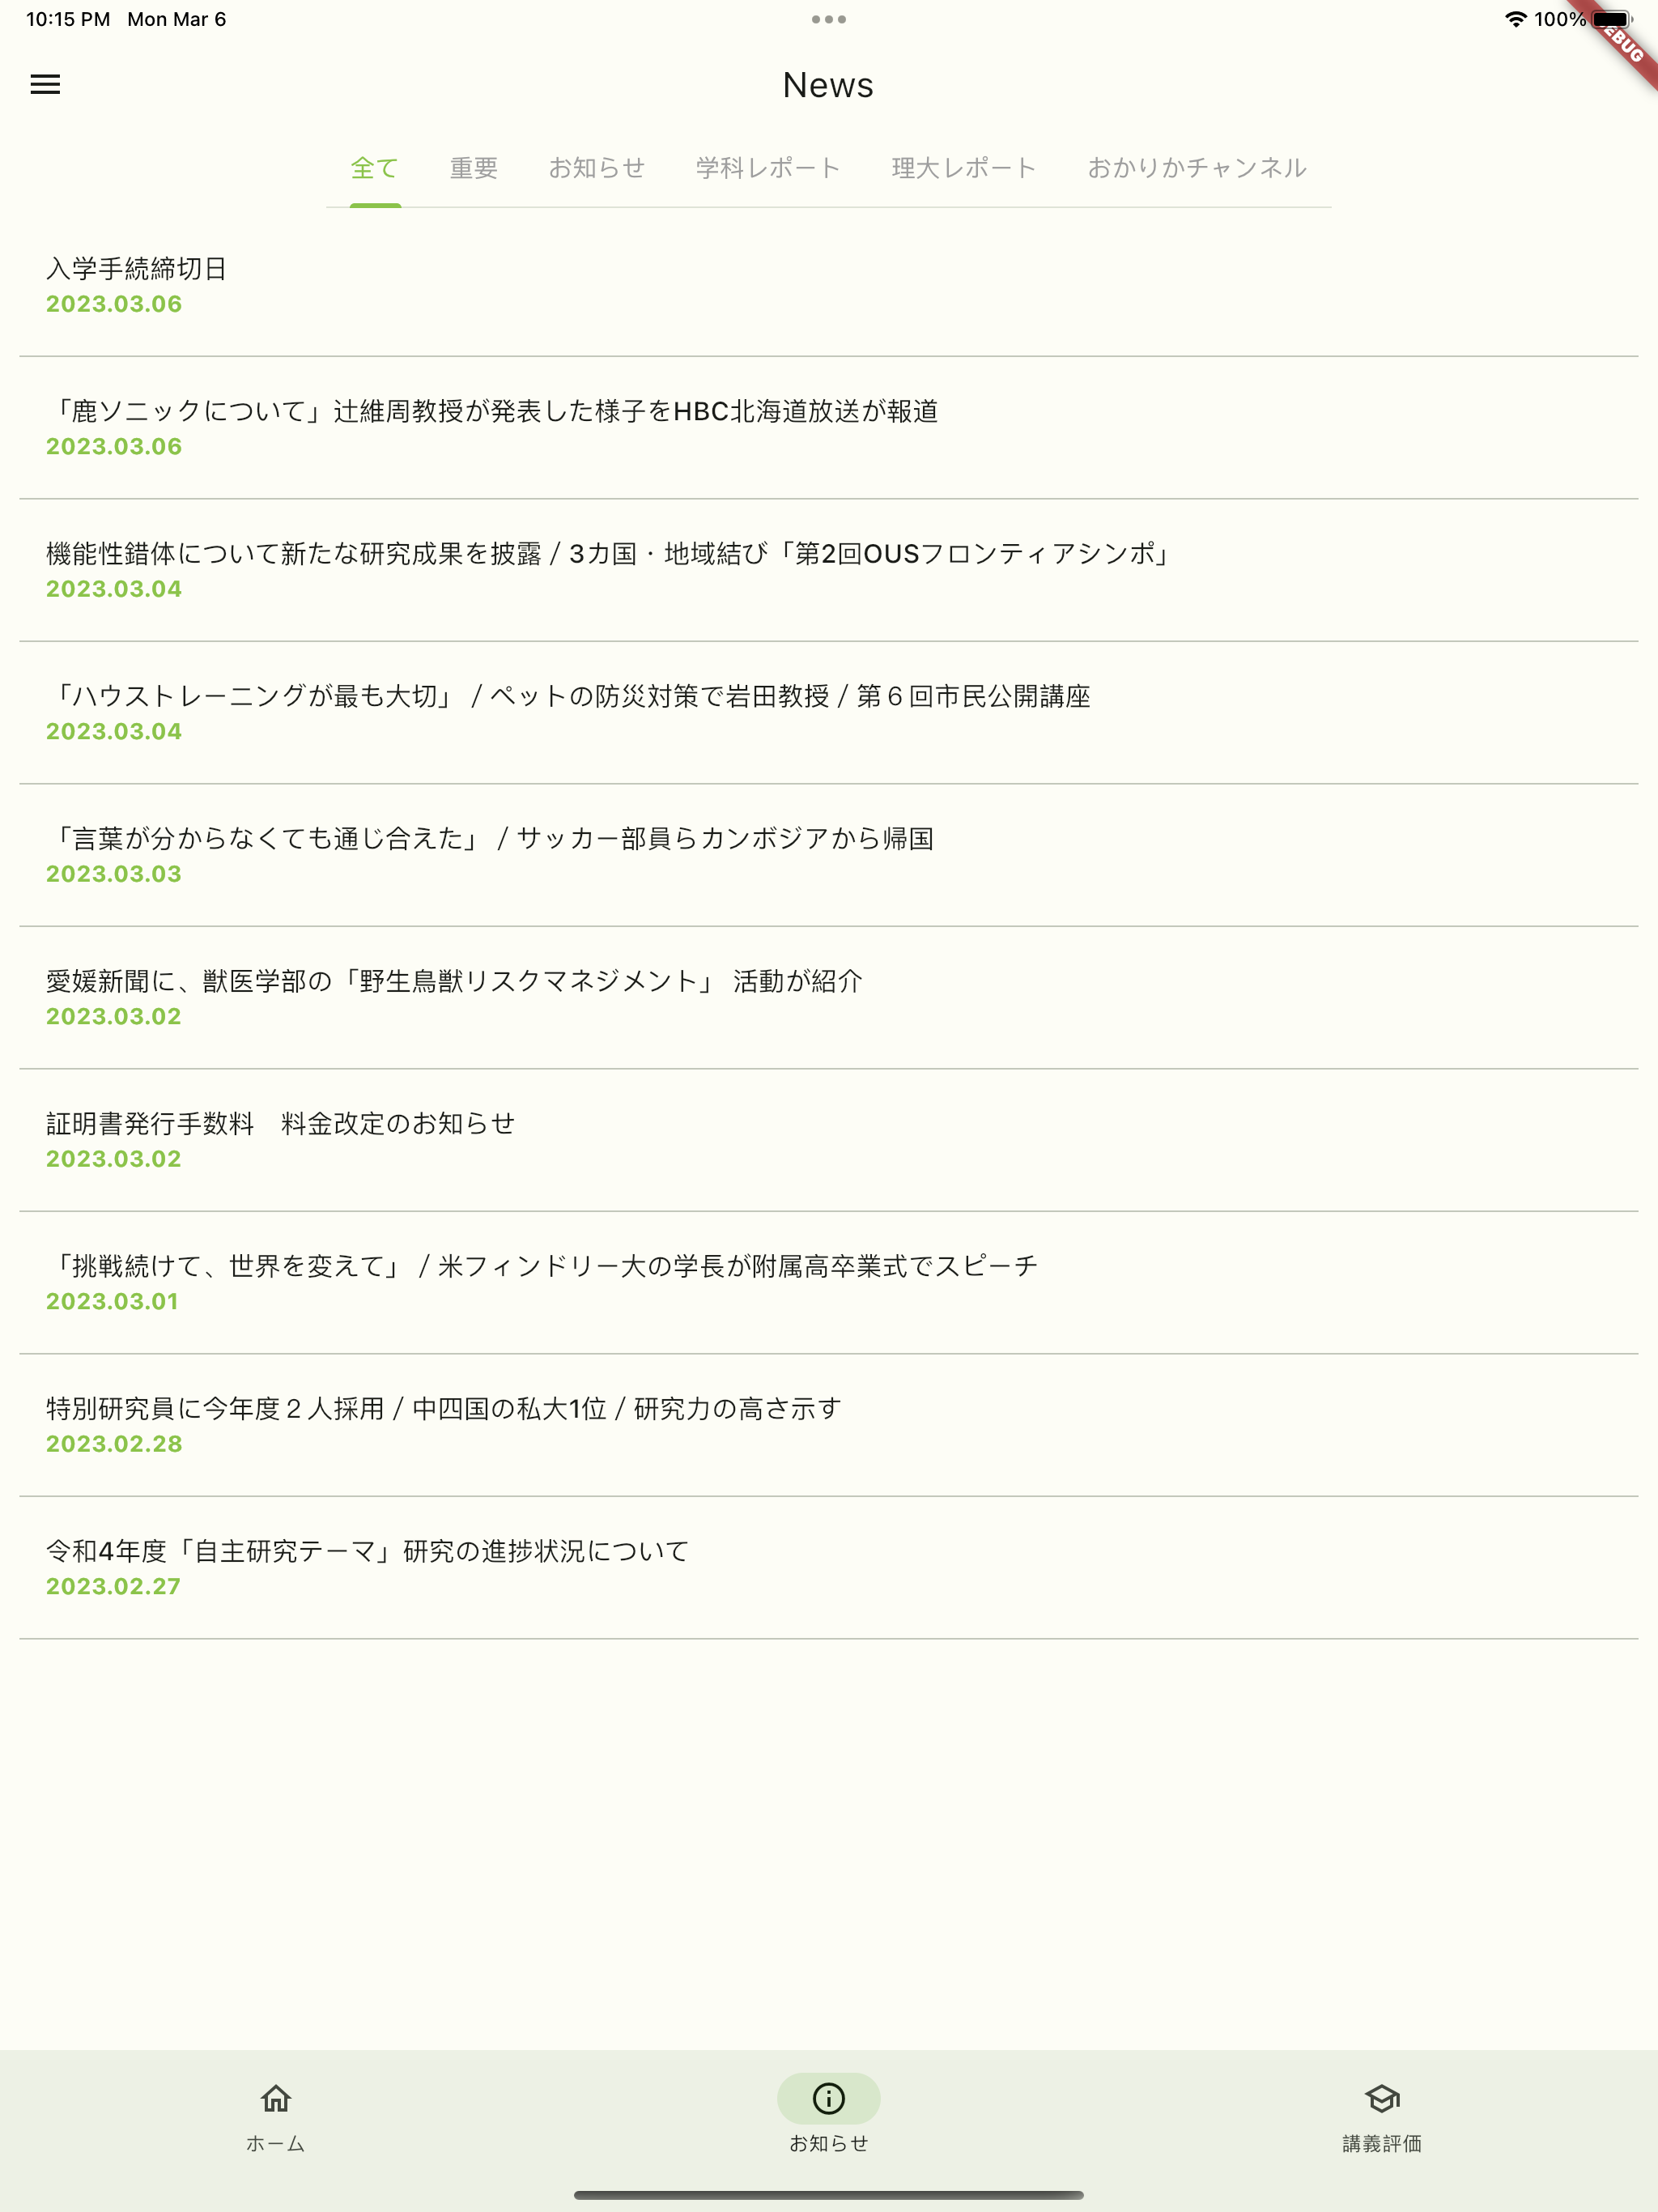 10:15 PM Mon Mar 6
100%
News
全て 重要 お知らせ 学科レポート 理大レポート おかりかチャンネル
入学手続締切日
2023.03.06
「鹿ソニックについて」辻維周教授が発表した様子をHBC北海道放送が報道
2023.03.06
機能性錯体について新たな研究成果を披露 / 3カ国・地域結び「第2回OUSフロンティアシンポ」
2023.03.04
「ハウストレーニングが最も大切」 / ペットの防災対策で岩田教授 / 第６回市民公開講座
2023.03.04
「言葉が分からなくても通じ合えた」 / サッカー部員らカンボジアから帰国
2023.03.03
愛媛新聞に、獣医学部の「野生鳥獣リスクマネジメント」 活動が紹介
2023.03.02
証明書発行手数料　料金改定のお知らせ
2023.03.02
「挑戦続けて、世界を変えて」 / 米フィンドリー大の学長が附属高卒業式でスピーチ
2023.03.01
特別研究員に今年度２人採用 / 中四国の私大1位 / 研究力の高さ示す
2023.02.28
令和4年度「自主研究テーマ」研究の進捗状況について
2023.02.27
ホーム お知らせ 講義評価